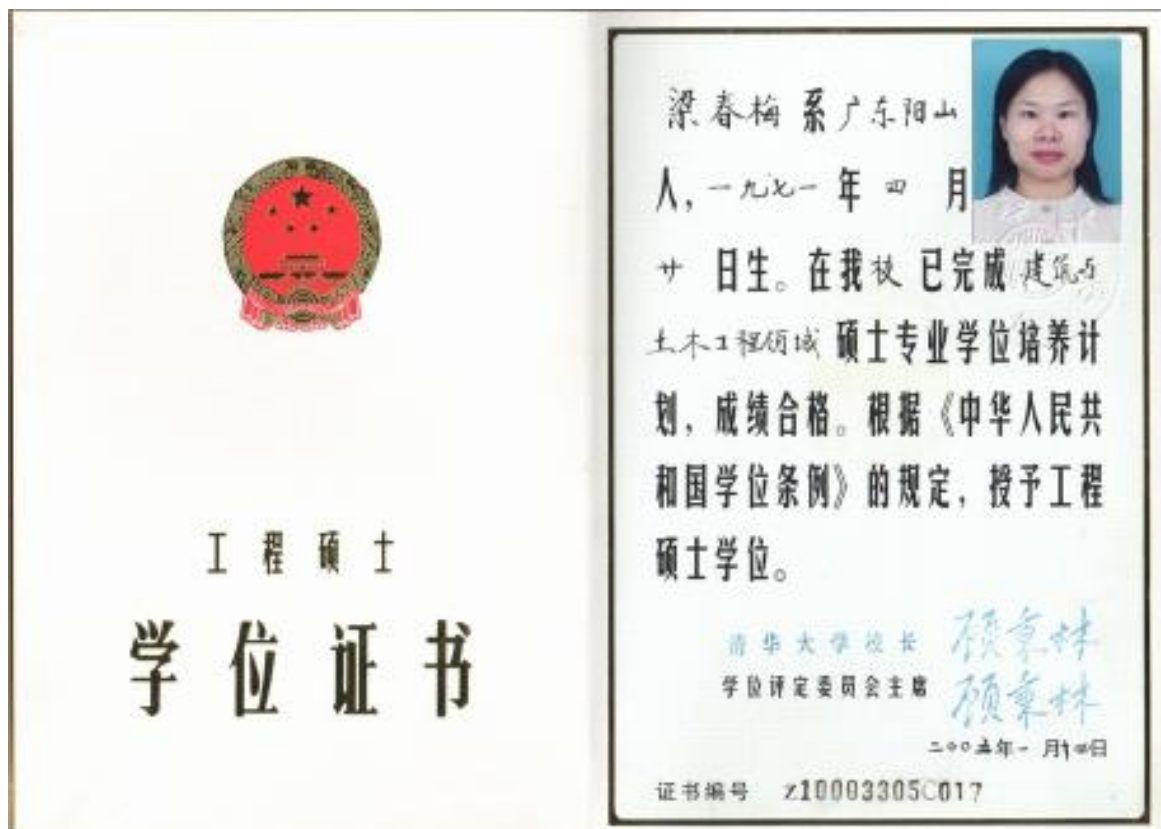 工程硕士
学位证书
梁春梅 系 广东阳山
人，一九七一 年 四 月
廿 日生。在我校 已完成 建筑与
土木工程领域 硕士专业学位培养计
划，成绩合格。根据《中华人民共
和国学位条例》的规定，授予工程
硕士学位。
清华大学校长 顾秉林
学位评定委员会主席 顾秉林
二〇〇五年一月十四日
证书编号 Z10003305C017